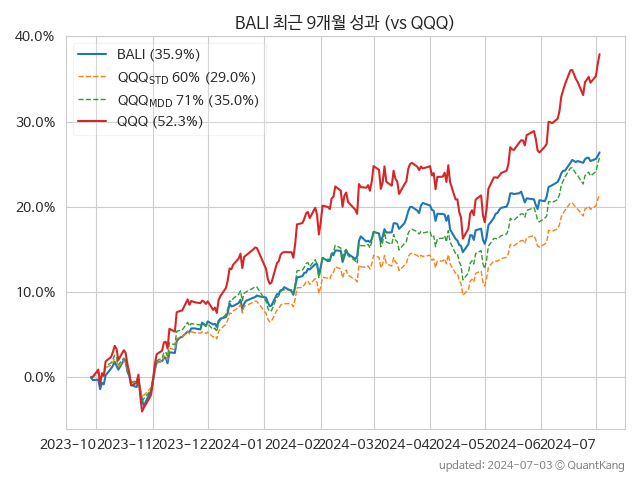 BALI 최근 9개월 성과 (vs QQQ)
40.0%
30.0%
20.0%
10.0%
0.0%
BALI (35.9%)
QQQSTD 60% (29.0%)
QQQMDD 71% (35.0%)
QQQ (52.3%)
2023-10 2023-11 2023-12 2024-01 2024-02 2024-03 2024-04 2024-05 2024-06 2024-07
updated: 2024-07-03 © QuantKang